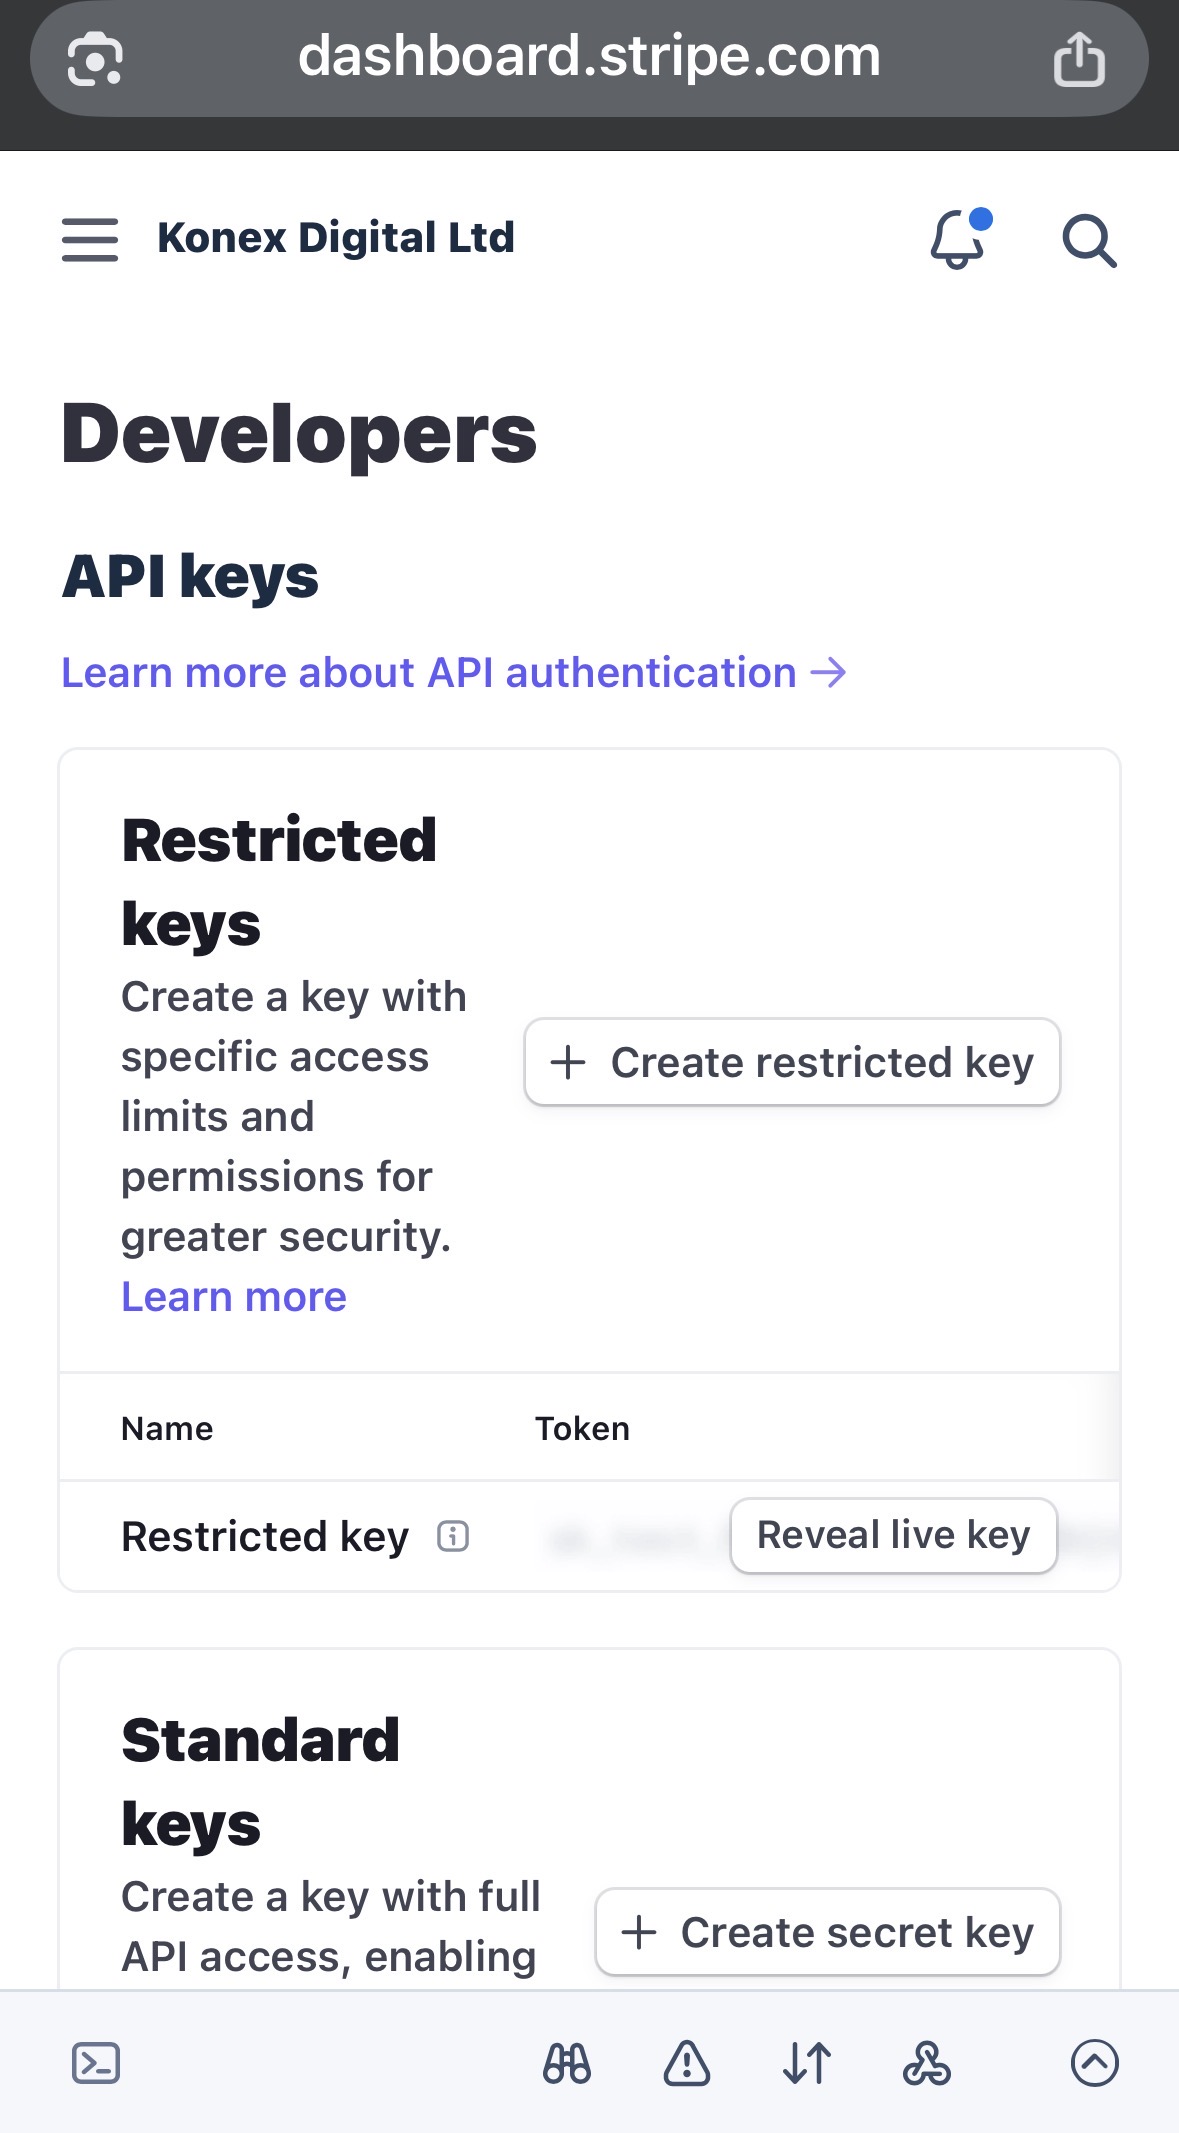 dashboard.stripe.com
Konex Digital Ltd
Developers
API keys
Learn more about API authentication →
Restricted
keys
Create a key with
specific access
limits and
permissions for
greater security.
Learn more
+ Create restricted key
Name Token
Restricted key Reveal live key
Standard
keys
Create a key with full
API access, enabling
+ Create secret key